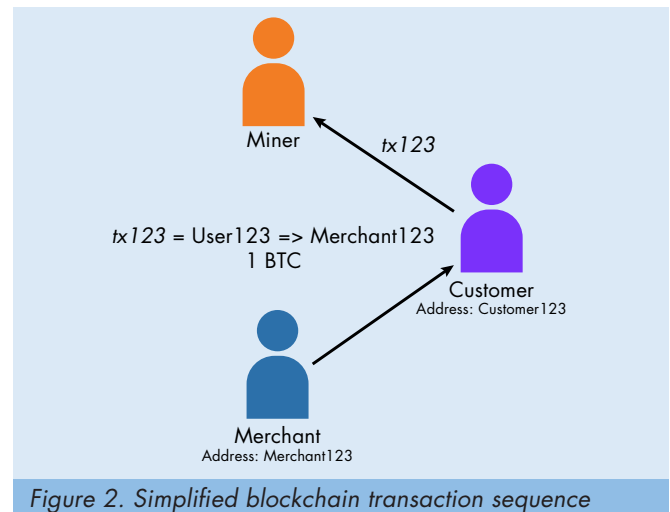 Miner
tx123
tx123 = User123 => Merchant123
1 BTC
Customer
Address: Customer123
Merchant
Address: Merchant123
Figure 2. Simplified blockchain transaction sequence